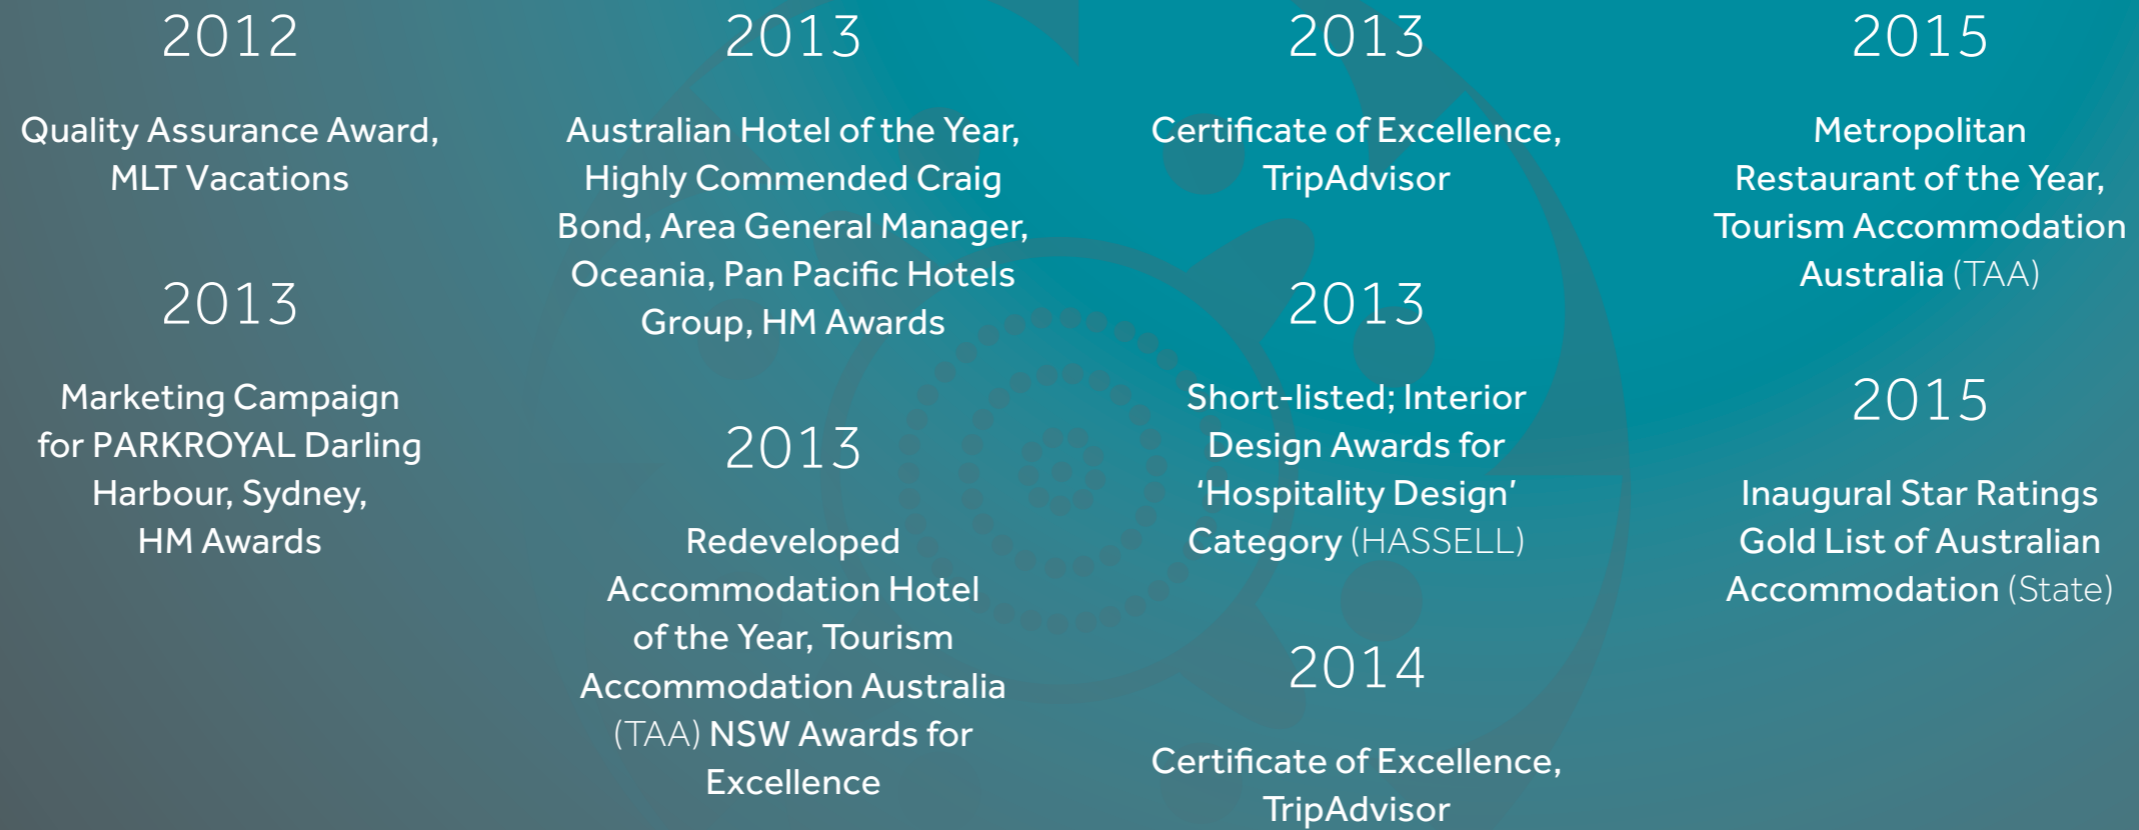 2012
Quality Assurance Award,
MLT Vacations
2013
Marketing Campaign
for PARKROYAL Darling
Harbour, Sydney,
HM Awards
2013
Australian Hotel of the Year,
Highly Commended Craig
Bond, Area General Manager,
Oceania, Pan Pacific Hotels
Group, HM Awards
2013
Redeveloped
Accommodation Hotel
of the Year, Tourism
Accommodation Australia
(TAA) NSW Awards for
Excellence
2013
Certificate of Excellence,
TripAdvisor
2013
Short-listed; Interior
Design Awards for
‘Hospitality Design’
Category (HASSELL)
2014
Certificate of Excellence,
TripAdvisor
2015
Metropolitan
Restaurant of the Year,
Tourism Accommodation
Australia (TAA)
2015
Inaugural Star Ratings
Gold List of Australian
Accommodation (State)